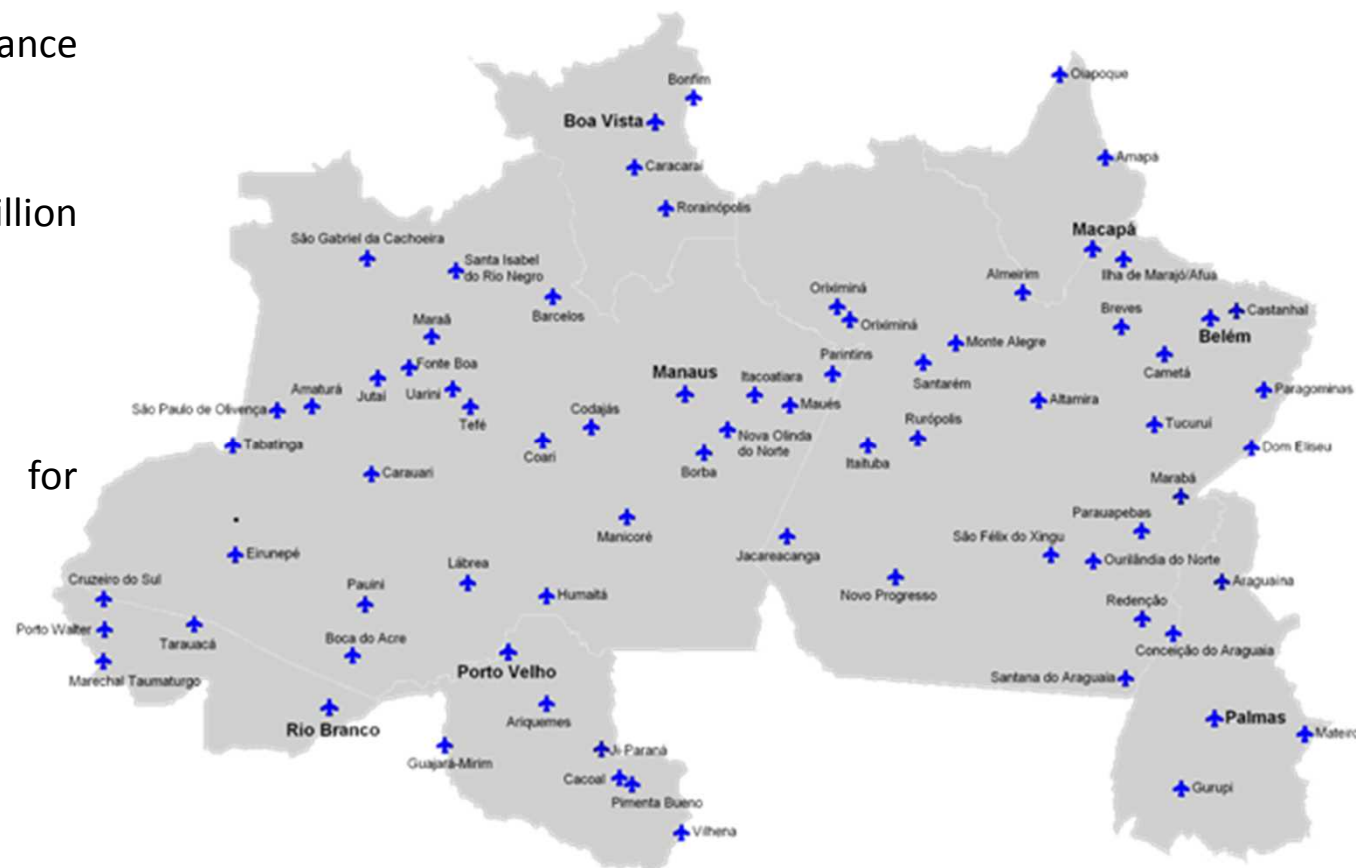 ance
illion
for
Oiapoque
Bonfim
Boa Vista
Amapá
Caracaraí
Rorainópolis
Macapá
São Gabriel da Cachoeira
Santa Isabel
do Rio Negro
Ilha de Marajó/Afuá
Almeirim
Oriximiná
Breves
Castanhal
Barcelos
Maraã
Oriximiná
Belém
Monte Alegre
Parintins
Fonte Boa
Manaus
Itacoatiara
Cametá
Santarém
Amaturá
Jutaí
Uarini
Paragominas
Altamira
São Paulo de Olivença
Codajás
Maués
Rurópolis
Tefé
Tucuruí
Nova Olinda
do Norte
Tabatinga
Dom Eliseu
Coari
Itaituba
Borba
Carauari
Marabá
Parauapebas
Manicoré
São Félix do Xingu
Eirunepé
Jacareacanga
Ourilândia do Norte
Lábrea
Cruzeiro do Sul
Araguaina
Pauini
Humaitá
Novo Progresso
Redenção
Porto Walter
Tarauacá
Boca do Acre
Conceição do Araguaia
Porto Velho
Marechal Taumaturgo
Santana do Araguaia
Rio Branco
Ariquemes
Palmas
Mateiro
Ji-Paraná
Guajará-Mirim
Cacoal
Gurupi
Pimenta Bueno
Vilhena